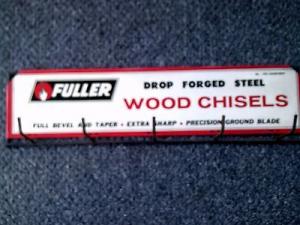 FULLER
DROP FORGED STEEL
WOOD CHISELS
FULL BEVEL AND TAPER • EXTRA SHARP • PRECISION GROUND BLADE